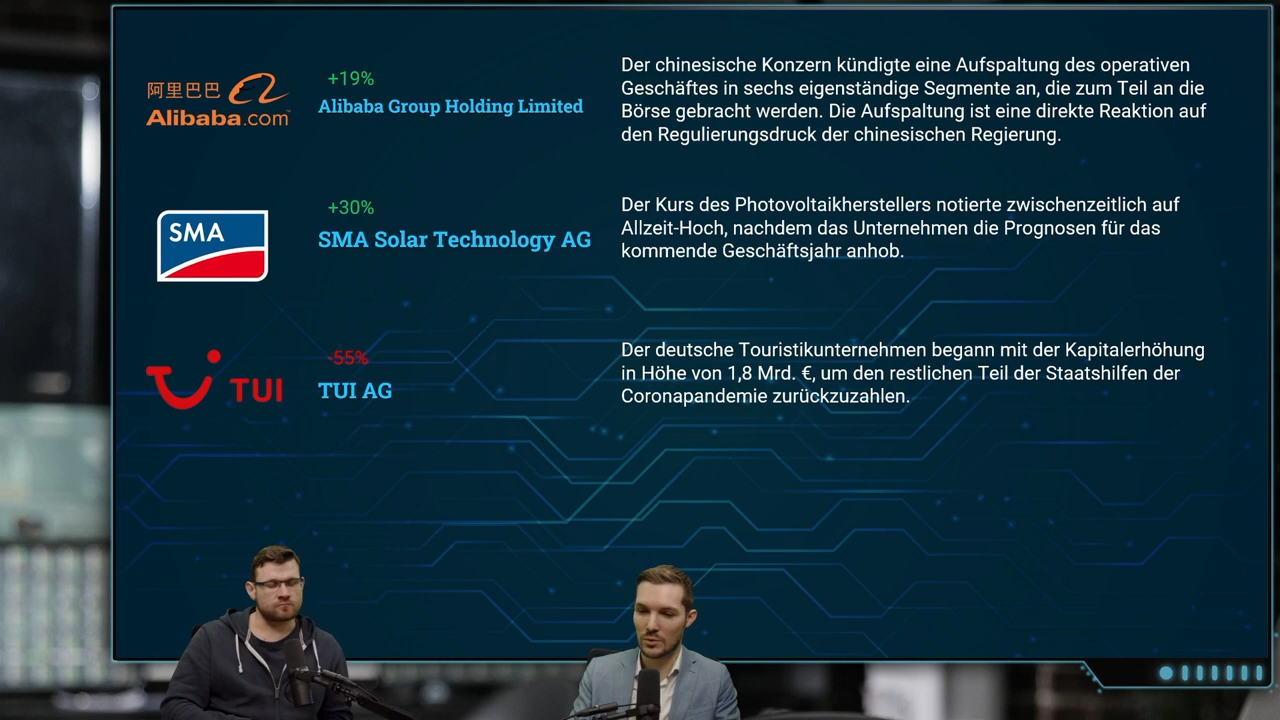 阿里巴巴
Alibaba.com™
+19%
Alibaba Group Holding Limited
Der chinesische Konzern kündigte eine Aufspaltung des operativen
Geschäftes in sechs eigenständige Segmente an, die zum Teil an die
Börse gebracht werden. Die Aufspaltung ist eine direkte Reaktion auf
den Regulierungsdruck der chinesischen Regierung.
SMA
+30%
SMA Solar Technology AG
Der Kurs des Photovoltaikherstellers notierte zwischenzeitlich auf
Allzeit-Hoch, nachdem das Unternehmen die Prognosen für das
kommende Geschäftsjahr anhob.
TUI
-55%
TUI AG
Der deutsche Touristikunternehmen begann mit der Kapitalerhöhung
in Höhe von 1,8 Mrd. €, um den restlichen Teil der Staatshilfen der
Coronapandemie zurückzuzahlen.